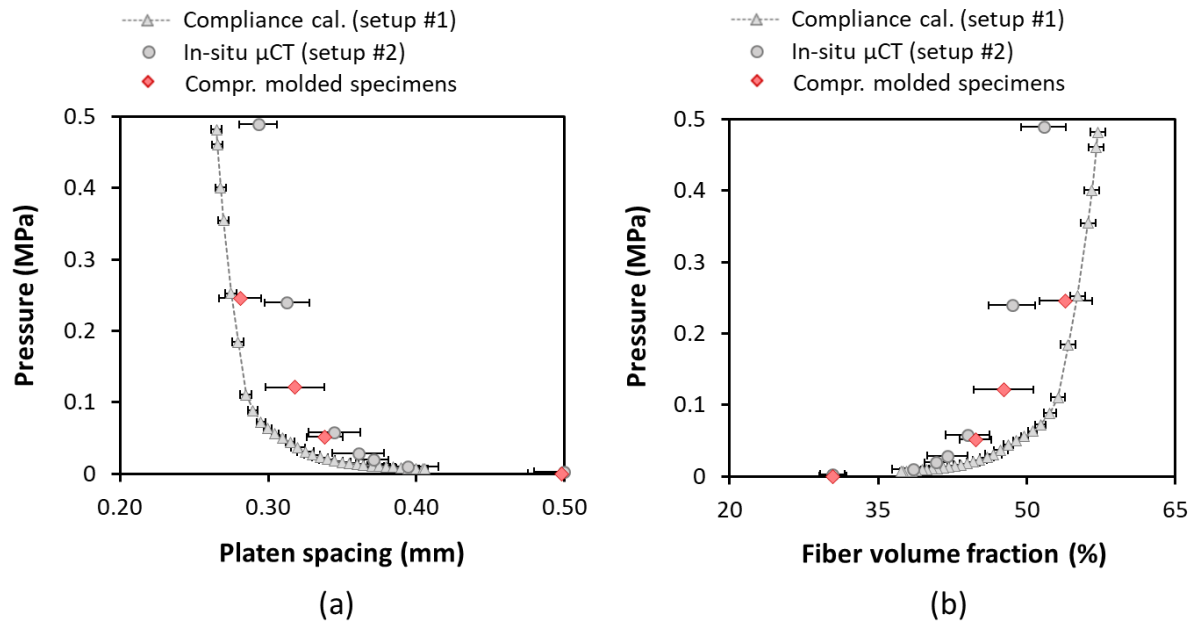 Compliance cal. (setup #1)
In-situ µCT (setup #2)
Compr. molded specimens
0.5
0.4
0.3
0.2
0.1
0
Pressure (MPa)
0.20
0.30
0.40
0.50
Platen spacing (mm)
(a)
Compliance cal. (setup #1)
In-situ µCT (setup #2)
Compr. molded specimens
0.5
0.4
0.3
0.2
0.1
0
Pressure (MPa)
20
35
50
65
Fiber volume fraction (%)
(b)